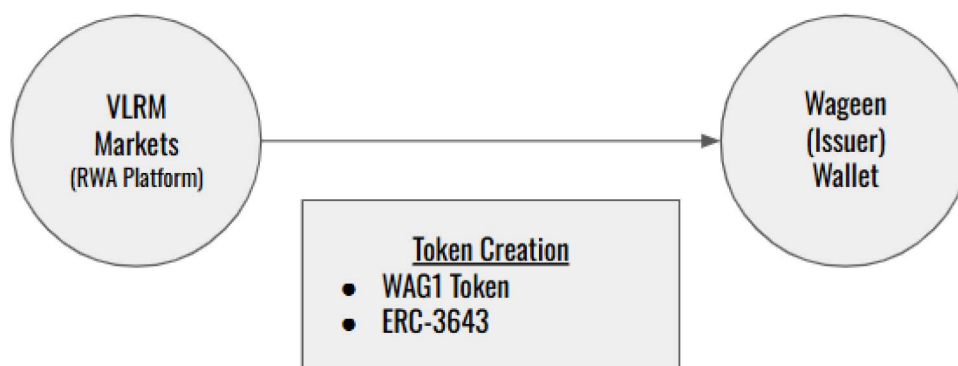 VLRM
Markets
(RWA Platform)
Wageen
(Issuer)
Wallet
Token Creation
● WAG1 Token
● ERC-3643